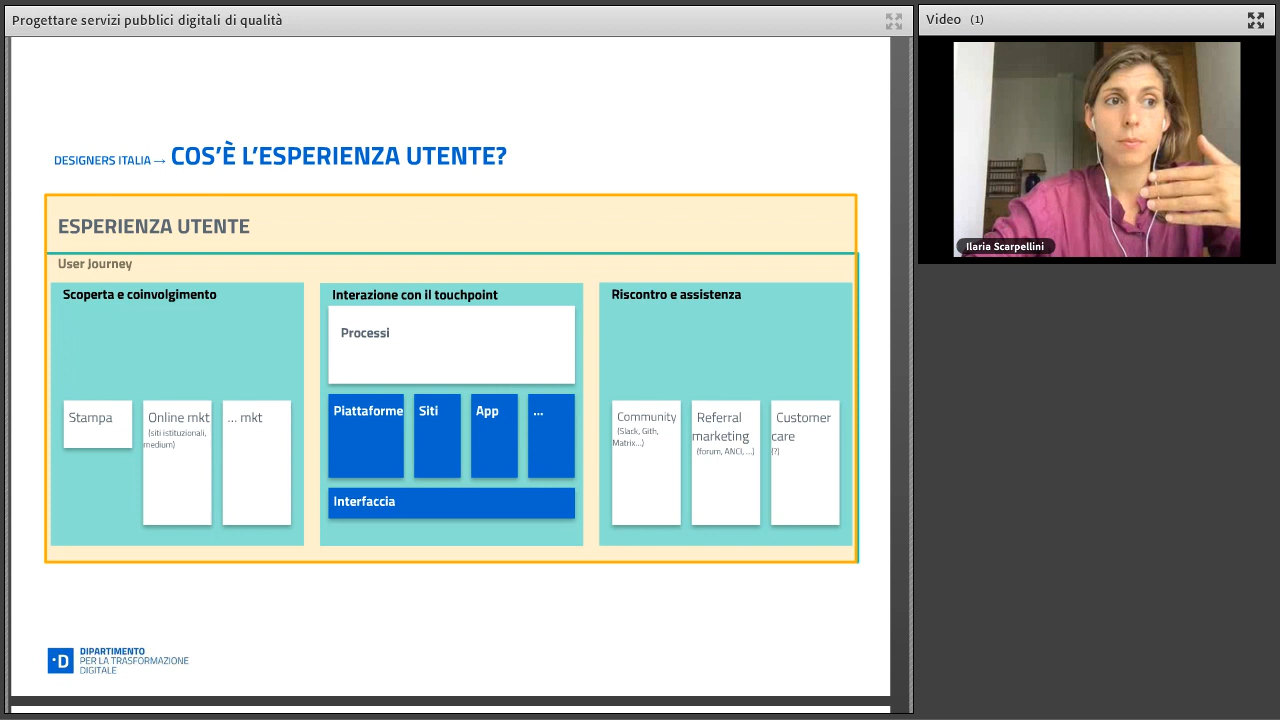 Progettare servizi pubblici digitali di qualità
Video (1)
Ilaria Scarpellini
DESIGNERS ITALIA → COS'È L'ESPERIENZA UTENTE?
ESPERIENZA UTENTE
User Journey
Scoperta e coinvolgimento
Stampa
Online mkt
(siti istituzionali,
medium)
... mkt
Interazione con il touchpoint
Processi
Piattaforme
Siti
App
...
Interfaccia
Riscontro e assistenza
Community
(Slack, Gith,
Matrix...)
Referral
marketing
(forum, ANCI, ...)
Customer
care
(?)
·D
DIPARTIMENTO
PER LA TRASFORMAZIONE
DIGITALE